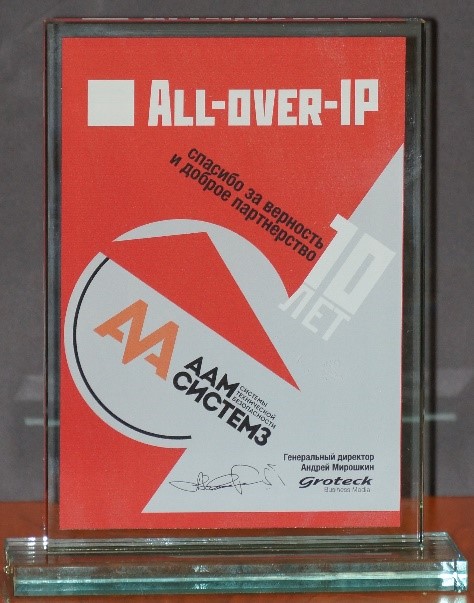 ALL-OVER-IP
спасибо за верность
и доброе партнёрство
10
ЛЕТ
ААМ
СИСТЕМЗ
СИСТЕМЫ
ТЕХНИЧЕСКОЙ
БЕЗОПАСНОСТИ
Генеральный директор
Андрей Мирошкин
Groteck
Business Media